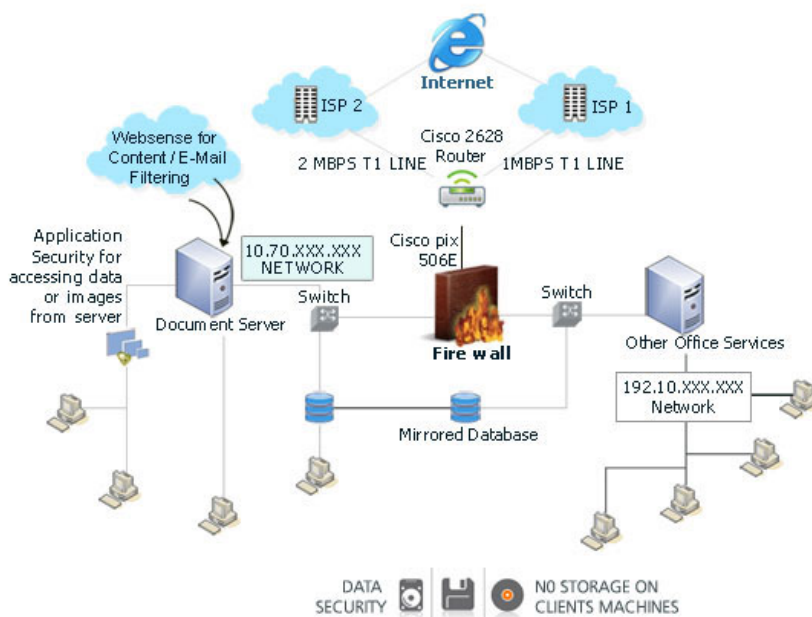 Internet
ISP 2
ISP 1
Cisco 2628
Router
2 MBPS T1 LINE
1MBPS T1 LINE
Websense for
Content / E-Mail
Filtering
Application
Security for
accessing data
or images
from server
10.70.XXX.XXX
NETWORK
Cisco pix
506E
Switch
Switch
Document Server
Fire wall
Other Office Services
192.10.XXX.XXX
Network
Mirrored Database
DATA
SECURITY
NO STORAGE ON
CLIENTS MACHINES